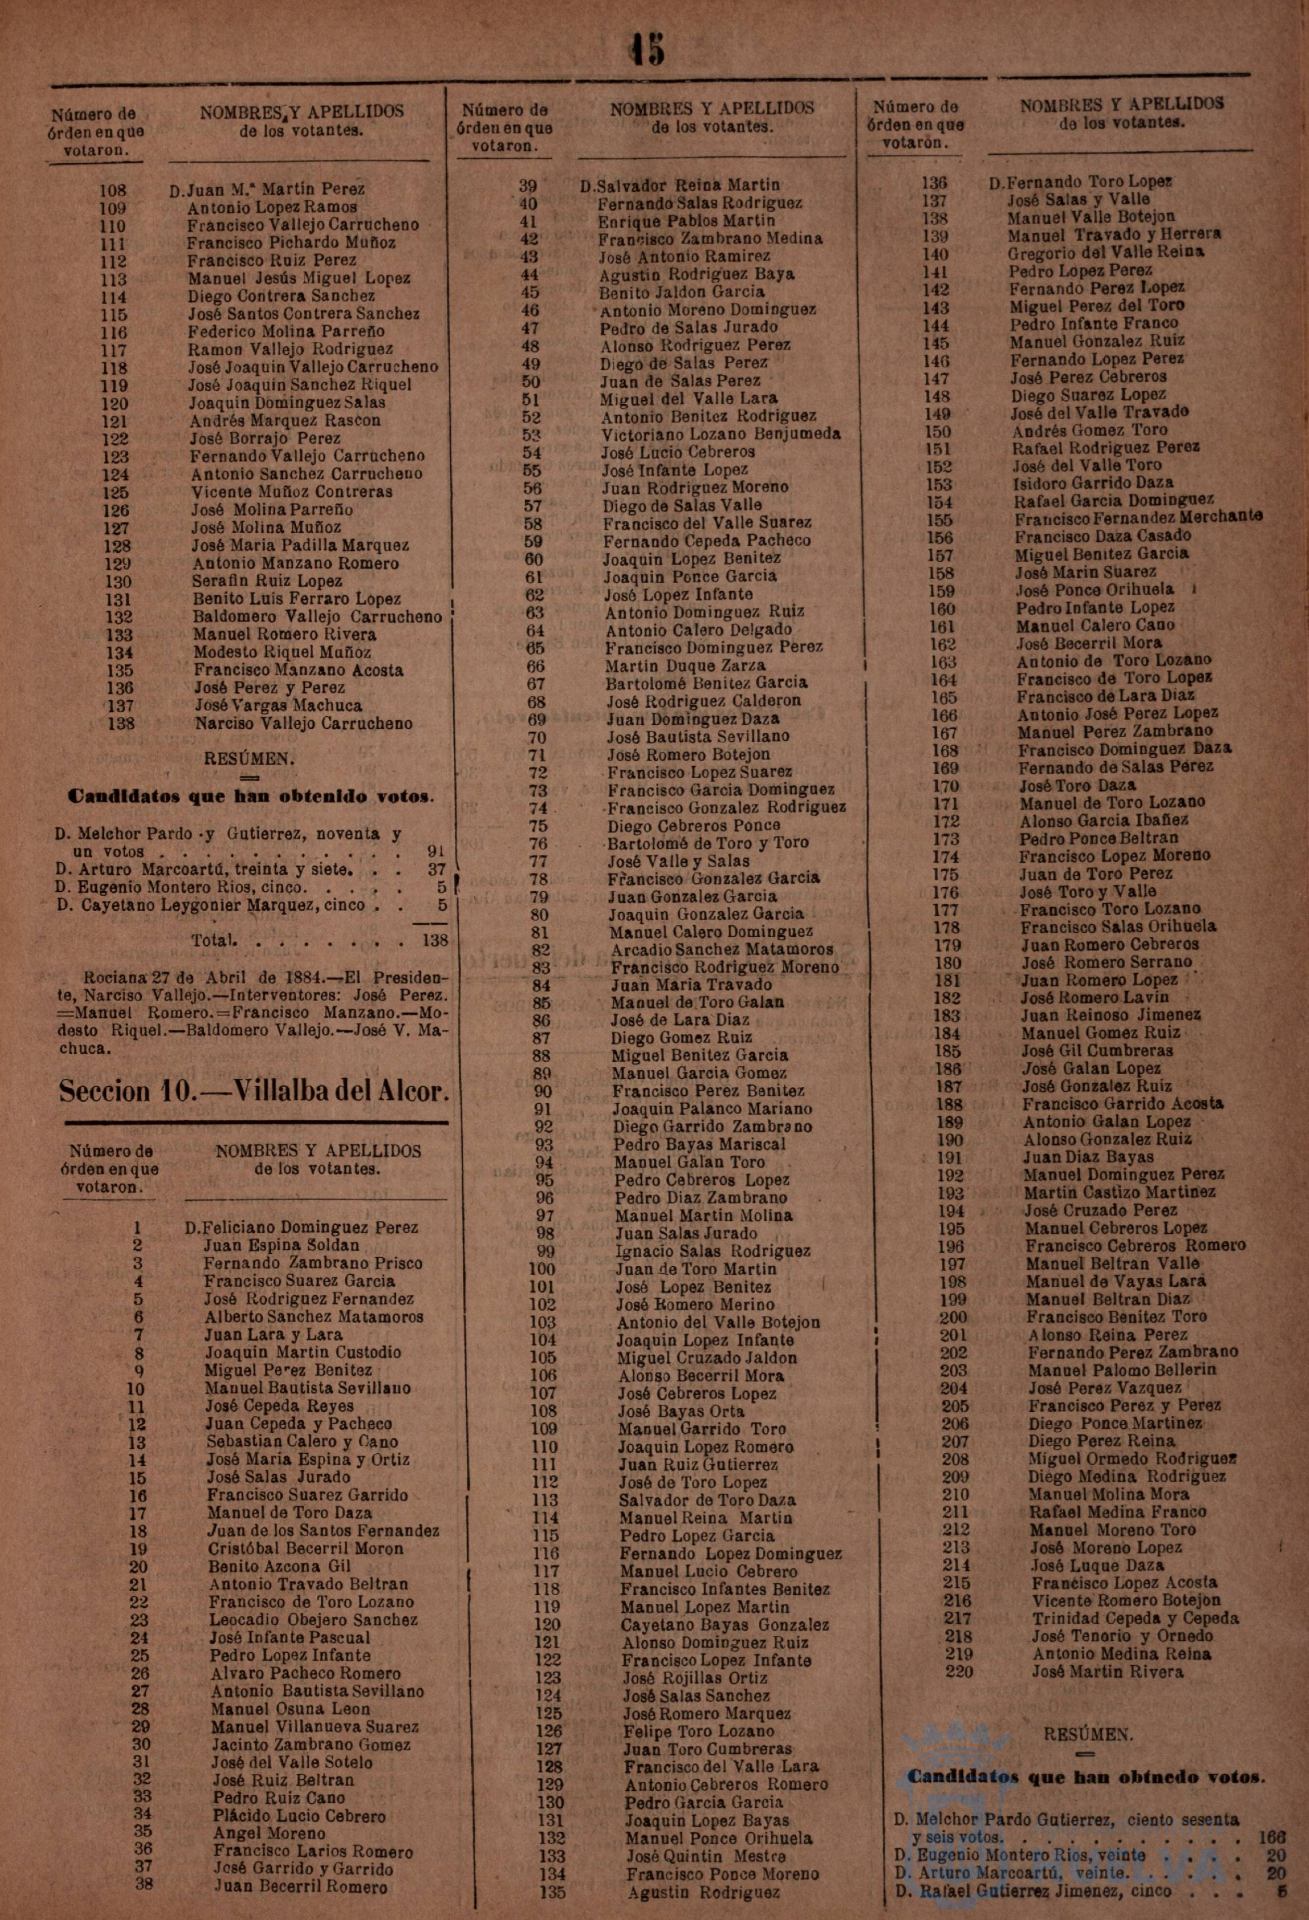 15
Número de órden en que votaron.
NOMBRES Y APELLIDOS de los votantes.
108 D. Juan M.ª Martin Perez
109 Antonio Lopez Ramos
110 Francisco Vallejo Carrucheno
111 Francisco Pichardo Muñoz
112 Francisco Ruiz Perez
113 Manuel Jesús Miguel Lopez
114 Diego Contrera Sanchez
115 José Santos Contrera Sanchez
116 Federico Molina Parreño
117 Ramon Vallejo Rodriguez
118 José Joaquin Vallejo Carrucheno
119 José Joaquin Sanchez Riquel
120 Joaquin Dominguez Salas
121 Andrés Marquez Rascon
122 José Borrajo Perez
123 Fernando Vallejo Carrucheno
124 Antonio Sanchez Carrucheno
125 Vicente Muñoz Contreras
126 José Molina Parreño
127 José Molina Muñoz
128 José Maria Padilla Marquez
129 Antonio Manzano Romero
130 Serafin Ruiz Lopez
131 Benito Luis Ferraro Lopez
132 Baldomero Vallejo Carrucheno
133 Manuel Romero Rivera
134 Modesto Riquel Muñoz
135 Francisco Manzano Acosta
136 José Perez y Perez
137 José Vargas Machuca
138 Narciso Vallejo Carrucheno
RESÚMEN.
Candidatos que han obtenido votos.
D. Melchor Pardo y Gutierrez, noventa y
un votos . . . . . . . . . . 91
D. Arturo Marcoartú, treinta y siete. . . 37
D. Eugenio Montero Rios, cinco. . . . . 5
D. Cayetano Leygonier Marquez, cinco . . 5
Total. . . . . . . . 138
Rociana 27 de Abril de 1884.—El Presiden-
te, Narciso Vallejo.—Interventores: José Perez.
=Manuel Romero.=Francisco Manzano.—Mo-
desto Riquel.—Baldomero Vallejo.—José V. Ma-
chuca.
Seccion 10.—Villalba del Alcor.
Número de órden en que votaron.
NOMBRES Y APELLIDOS de los votantes.
1 D. Feliciano Dominguez Perez
2 Juan Espina Soldan
3 Fernando Zambrano Prisco
4 Francisco Suarez Garcia
5 José Rodriguez Fernandez
6 Alberto Sanchez Matamoros
7 Juan Lara y Lara
8 Joaquin Martin Custodio
9 Miguel Perez Benitez
10 Manuel Bautista Sevillano
11 José Cepeda Reyes
12 Juan Cepeda y Pacheco
13 Sebastian Calero y Cano
14 José Maria Espina y Ortiz
15 José Salas Jurado
16 Francisco Suarez Garrido
17 Manuel de Toro Daza
18 Juan de los Santos Fernandez
19 Cristóbal Becerril Moron
20 Benito Azcona Gil
21 Antonio Travado Beltran
22 Francisco de Toro Lozano
23 Leocadio Obejero Sanchez
24 José Infante Pascual
25 Pedro Lopez Infante
26 Alvaro Pacheco Romero
27 Antonio Bautista Sevillano
28 Manuel Osuna Leon
29 Manuel Villanueva Suarez
30 Jacinto Zambrano Gomez
31 José del Valle Sotelo
32 José Ruiz Beltran
33 Pedro Ruiz Cano
34 Plácido Lucio Cebrero
35 Angel Moreno
36 Francisco Larios Romero
37 José Garrido y Garrido
38 Juan Becerril Romero
Número de órden en que votaron.
NOMBRES Y APELLIDOS de los votantes.
39 D. Salvador Reina Martin
40 Fernando Salas Rodriguez
41 Enrique Pablos Martin
42 Francisco Zambrano Medina
43 José Antonio Ramirez
44 Agustin Rodriguez Baya
45 Benito Jaldon Garcia
46 Antonio Moreno Dominguez
47 Pedro de Salas Jurado
48 Alonso Rodriguez Perez
49 Diego de Salas Perez
50 Juan de Salas Perez
51 Miguel del Valle Lara
52 Antonio Benitez Rodriguez
53 Victoriano Lozano Benjumeda
54 José Lucio Cebreros
55 José Infante Lopez
56 Juan Rodriguez Moreno
57 Diego de Salas Valle
58 Francisco del Valle Suarez
59 Fernando Cepeda Pacheco
60 Joaquin Lopez Benitez
61 Joaquin Ponce Garcia
62 José Lopez Infante
63 Antonio Dominguez Ruiz
64 Antonio Calero Delgado
65 Francisco Dominguez Perez
66 Martin Duque Zarza
67 Bartolomé Benitez Garcia
68 José Rodriguez Calderon
69 Juan Dominguez Daza
70 José Bautista Sevillano
71 José Romero Botejon
72 Francisco Lopez Suarez
73 Francisco Garcia Dominguez
74 Francisco Gonzalez Rodriguez
75 Diego Cebreros Ponce
76 Bartolomé de Toro y Toro
77 José Valle y Salas
78 Francisco Gonzalez Garcia
79 Juan Gonzalez Garcia
80 Joaquin Gonzalez Garcia
81 Manuel Calero Dominguez
82 Arcadio Sanchez Matamoros
83 Francisco Rodriguez Moreno
84 Juan Maria Travado
85 Manuel de Toro Galan
86 José de Lara Diaz
87 Diego Gomez Ruiz
88 Miguel Benitez Garcia
89 Manuel Garcia Gomez
90 Francisco Perez Benitez
91 Joaquin Palanco Mariano
92 Diego Garrido Zambrano
93 Pedro Bayas Mariscal
94 Manuel Galan Toro
95 Pedro Cebreros Lopez
96 Pedro Diaz Zambrano
97 Manuel Martin Molina
98 Juan Salas Jurado
99 Ignacio Salas Rodriguez
100 Juan de Toro Martin
101 José Lopez Benitez
102 José Romero Merino
103 Antonio del Valle Botejon
104 Joaquin Lopez Infante
105 Miguel Cruzado Jaldon
106 Alonso Becerril Mora
107 José Cebreros Lopez
108 José Bayas Orta
109 Manuel Garrido Toro
110 Joaquin Lopez Romero
111 Juan Ruiz Gutierrez
112 José de Toro Lopez
113 Salvador de Toro Daza
114 Manuel Reina Martin
115 Pedro Lopez Garcia
116 Fernando Lopez Dominguez
117 Manuel Lucio Cebrero
118 Francisco Infantes Benitez
119 Manuel Lopez Martin
120 Cayetano Bayas Gonzalez
121 Alonso Dominguez Ruiz
122 Francisco Lopez Infante
123 José Rojillas Ortiz
124 José Salas Sanchez
125 José Romero Marquez
126 Felipe Toro Lozano
127 Juan Toro Cumbreras
128 Francisco del Valle Lara
129 Antonio Cebreros Romero
130 Pedro Garcia Garcia
131 Joaquin Lopez Bayas
132 Manuel Ponce Orihuela
133 José Quintin Mestre
134 Francisco Ponce Moreno
135 Agustin Rodriguez
Número de órden en que votaron.
NOMBRES Y APELLIDOS de los votantes.
136 D. Fernando Toro Lopez
137 José Salas y Valle
138 Manuel Valle Botejon
139 Manuel Travado y Herrera
140 Gregorio del Valle Reina
141 Pedro Lopez Perez
142 Fernando Perez Lopez
143 Miguel Perez del Toro
144 Pedro Infante Franco
145 Manuel Gonzalez Ruiz
146 Fernando Lopez Perez
147 José Perez Cebreros
148 Diego Suarez Lopez
149 José del Valle Travado
150 Andrés Gomez Toro
151 Rafael Rodriguez Perez
152 José del Valle Toro
153 Isidoro Garrido Daza
154 Rafael Garcia Dominguez
155 Francisco Fernandez Merchante
156 Francisco Daza Casado
157 Miguel Benitez Garcia
158 José Marin Suarez
159 José Ponce Orihuela
160 Pedro Infante Lopez
161 Manuel Calero Cano
162 José Becerril Mora
163 Antonio de Toro Lozano
164 Francisco de Toro Lopez
165 Francisco de Lara Diaz
166 Antonio José Perez Lopez
167 Manuel Perez Zambrano
168 Francisco Dominguez Daza
169 Fernando de Salas Perez
170 José Toro Daza
171 Manuel de Toro Lozano
172 Alonso Garcia Ibañez
173 Pedro Ponce Beltran
174 Francisco Lopez Moreno
175 Juan de Toro Perez
176 José Toro y Valle
177 Francisco Toro Lozano
178 Francisco Salas Orihuela
179 Juan Romero Cebreros
180 José Romero Serrano
181 Juan Romero Lopez
182 José Romero Lavin
183 Juan Reinoso Jimenez
184 Manuel Gomez Ruiz
185 José Gil Cumbreras
186 José Galan Lopez
187 José Gonzalez Ruiz
188 Francisco Garrido Acosta
189 Antonio Galan Lopez
190 Alonso Gonzalez Ruiz
191 Juan Diaz Bayas
192 Manuel Dominguez Perez
193 Martin Castizo Martinez
194 José Cruzado Perez
195 Manuel Cebreros Lopez
196 Francisco Cebreros Romero
197 Manuel Beltran Valle
198 Manuel de Vayas Lara
199 Manuel Beltran Diaz
200 Francisco Benitez Toro
201 Alonso Reina Perez
202 Fernando Perez Zambrano
203 Manuel Palomo Bellerin
204 José Perez Vazquez
205 Francisco Perez y Perez
206 Diego Ponce Martinez
207 Diego Perez Reina
208 Miguel Ormedo Rodriguez
209 Diego Medina Rodriguez
210 Manuel Molina Mora
211 Rafael Medina Franco
212 Manuel Moreno Toro
213 José Moreno Lopez
214 José Luque Daza
215 Francisco Lopez Acosta
216 Vicente Romero Botejon
217 Trinidad Cepeda y Cepeda
218 José Tenorio y Ornedo
219 Antonio Medina Reina
220 José Martin Rivera
RESÚMEN.
Candidatos que han obtnedo votos.
D. Melchor Pardo Gutierrez, ciento sesenta
y seis votos. . . . . . . . . . . 166
D. Eugenio Montero Rios, veinte . . . . 20
D. Arturo Marcoartú, veinte. . . . . . 20
D. Rafael Gutierrez Jimenez, cinco . . . 5